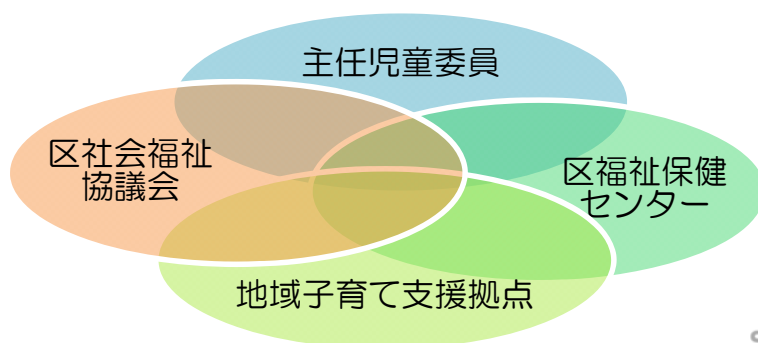 主任児童委員
区社会福祉
協議会
区福祉保健
センター
地域子育て支援拠点